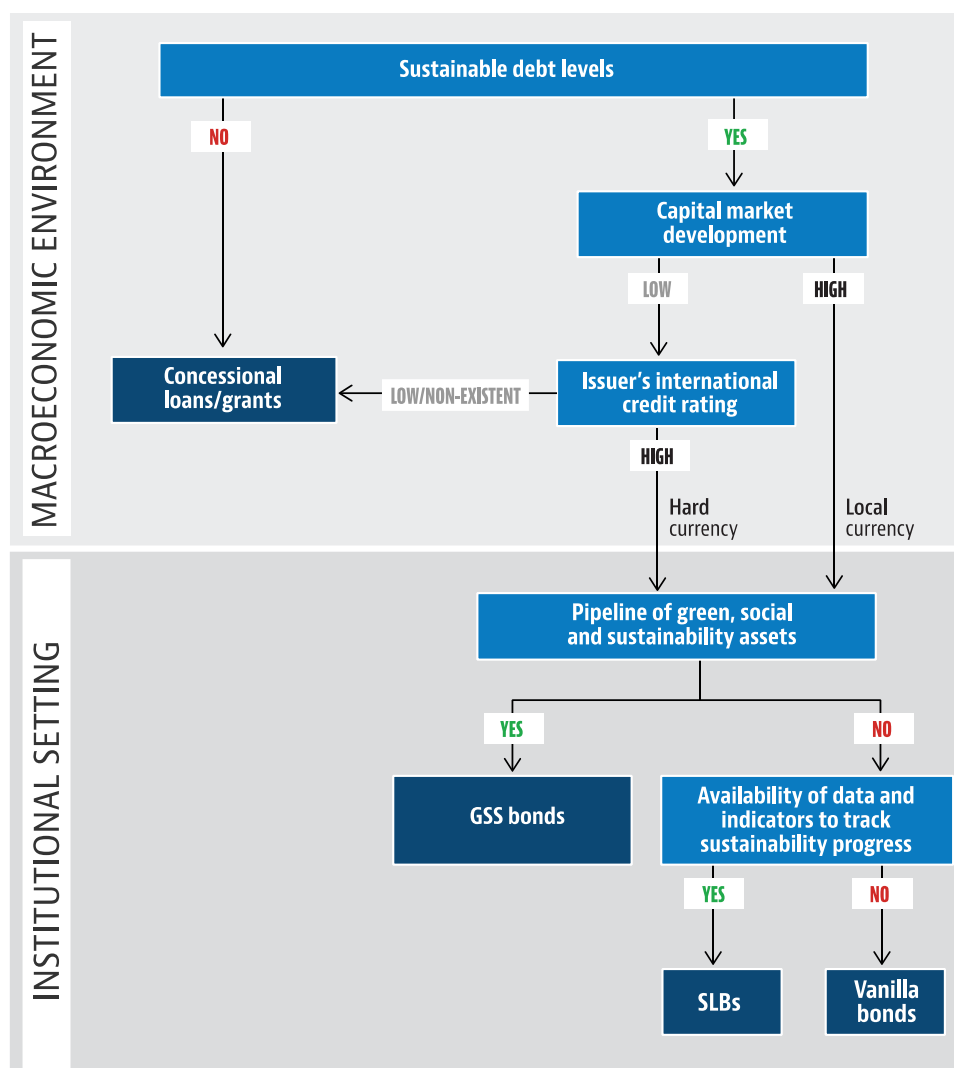 MACROECONOMIC ENVIRONMENT
Sustainable debt levels
NO
YES
Capital market
development
LOW
HIGH
Concessional
loans/grants
LOW/NON-EXISTENT
Issuer's international
credit rating
HIGH
Hard
currency
Local
currency
INSTITUTIONAL SETTING
Pipeline of green, social
and sustainability assets
YES
NO
GSS bonds
Availability of data and
indicators to track
sustainability progress
YES
NO
SLBs
Vanilla
bonds